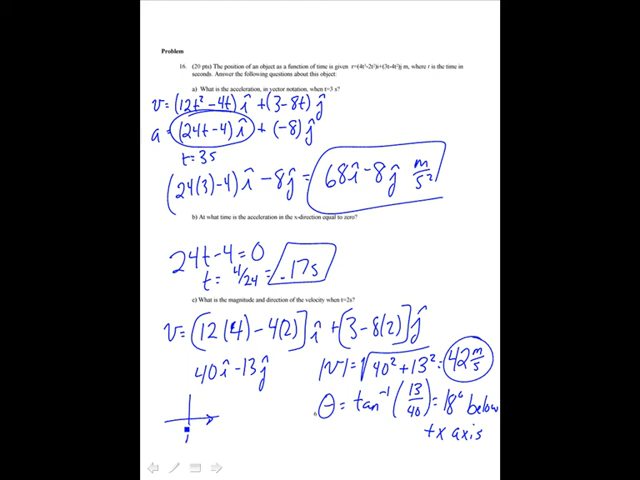 Problem
16. (20 pts) The position of an object as a function of time is given r=(4t³-2t²)i+(3t-4t²)j m, where t is the time in
seconds. Answer the following questions about this object:
a) What is the acceleration, in vector notation, when t=3 s?
v = (12t² - 4t) î + (3 - 8t) ĵ
a = (24t - 4) î + (-8) ĵ
t = 3s
(24(3) - 4) î - 8ĵ = 68î - 8ĵ m/s²
b) At what time is the acceleration in the x-direction equal to zero?
24t - 4 = 0
t = 4/24 = .17s
c) What is the magnitude and direction of the velocity when t=2s?
v = (12(4) - 4(2)] î + (3 - 8(2)] ĵ
40î - 13ĵ
|v| = √40² + 13² = 42 m/s
θ = tan⁻¹ (13/40) = 18° below
+x axis